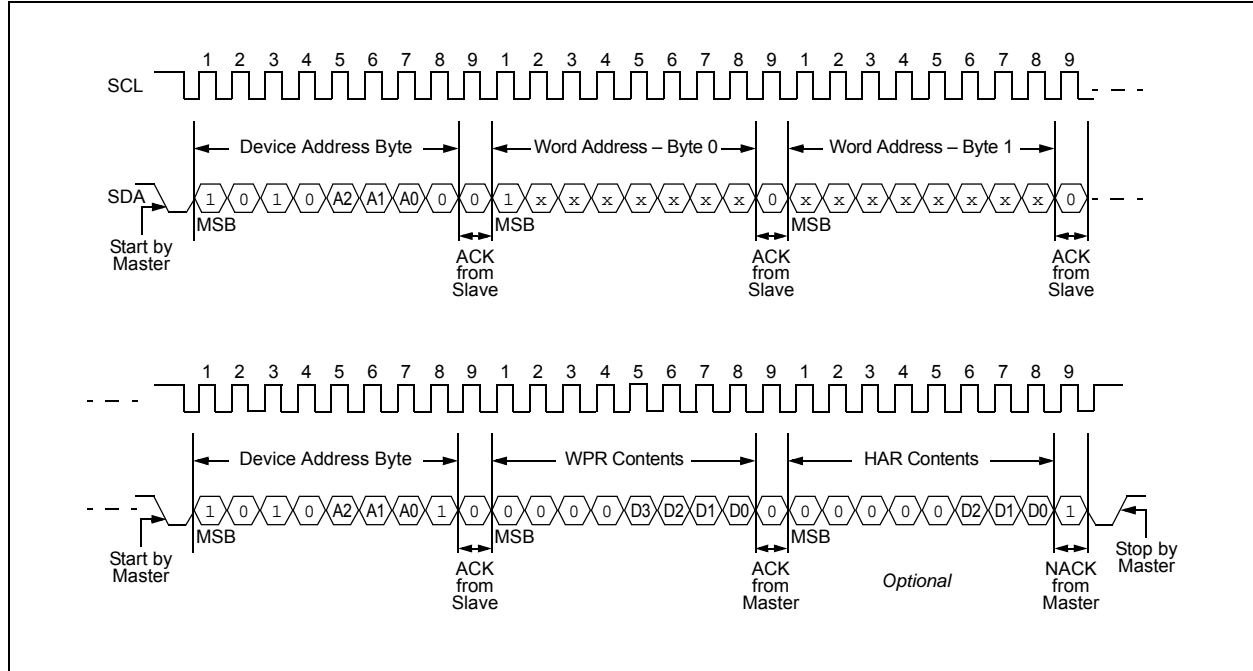 1 2 3 4 5 6 7 8 9 1 2 3 4 5 6 7 8 9 1 2 3 4 5 6 7 8 9
SCL
Device Address Byte Word Address – Byte 0 Word Address – Byte 1
SDA 1 0 1 0 A2 A1 A0 0 0 1 x x x x x x x 0 x x x x x x x x 0
MSB MSB MSB
Start by Master
ACK from Slave
ACK from Slave
ACK from Slave
1 2 3 4 5 6 7 8 9 1 2 3 4 5 6 7 8 9 1 2 3 4 5 6 7 8 9
Device Address Byte WPR Contents HAR Contents
1 0 1 0 A2 A1 A0 1 0 0 0 0 0 D3 D2 D1 D0 0 0 0 0 0 0 D2 D1 D0 1
MSB MSB MSB
Start by Master
ACK from Slave
ACK from Master
Optional
NACK from Master
Stop by Master